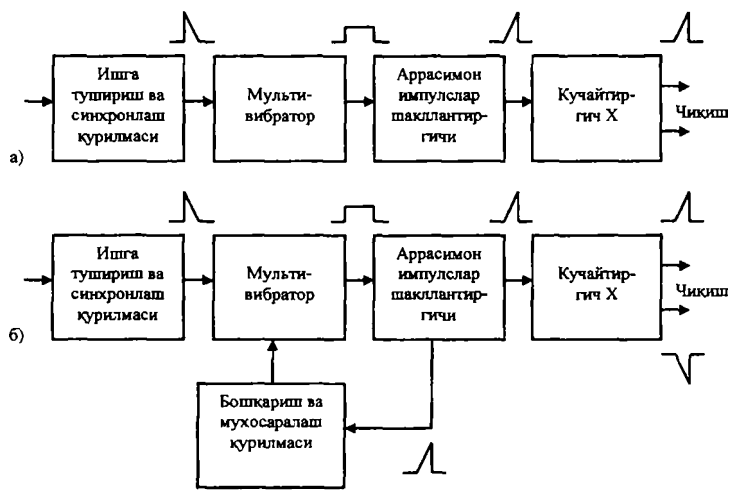 Ишга
тушириш ва
синхронлаш
қурилмаси
Мульти-
вибратор
Аррасимон
импулслар
шакллантир-
гичи
Кучайтир-
гич X
Чиқиш
а)
Ишга
тушириш ва
синхронлаш
қурилмаси
Мульти-
вибратор
Аррасимон
импулслар
шакллантир-
гичи
Кучайтир-
гич X
Чиқиш
б)
Бошқариш ва
мухосаралаш
қурилмаси